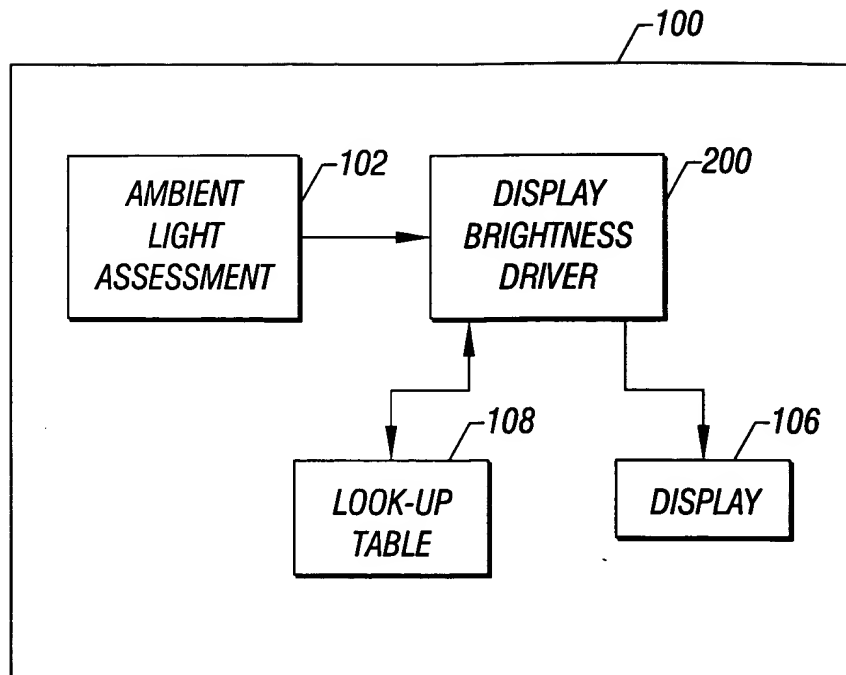 100
102
200
AMBIENT
LIGHT
ASSESSMENT
DISPLAY
BRIGHTNESS
DRIVER
108
106
LOOK-UP
TABLE
DISPLAY